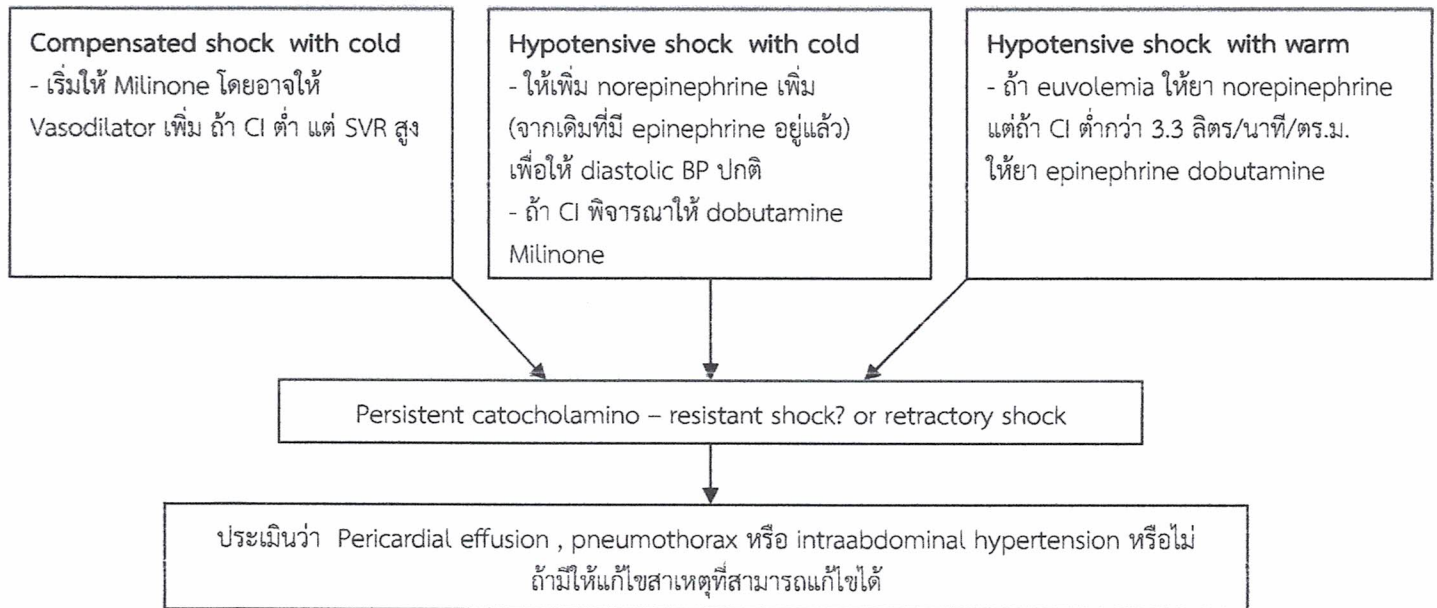 Compensated shock with cold
- เริ่มให้ Milinone โดยอาจให้
Vasodilator เพิ่ม ถ้า CI ต่ำ แต่ SVR สูง
Hypotensive shock with cold
- ให้เพิ่ม norepinephrine เพิ่ม
(จากเดิมที่มี epinephrine อยู่แล้ว)
เพื่อให้ diastolic BP ปกติ
- ถ้า CI พิจารณาให้ dobutamine
Milinone
Hypotensive shock with warm
- ถ้า euvolemia ให้ยา norepinephrine
แต่ถ้า CI ต่ำกว่า 3.3 ลิตร/นาที/ตร.ม.
ให้ยา epinephrine dobutamine
Persistent catocholamino – resistant shock? or retractory shock
ประเมินว่า Pericardial effusion , pneumothorax หรือ intraabdominal hypertension หรือไม่
ถ้ามีให้แก้ไขสาเหตุที่สามารถแก้ไขได้